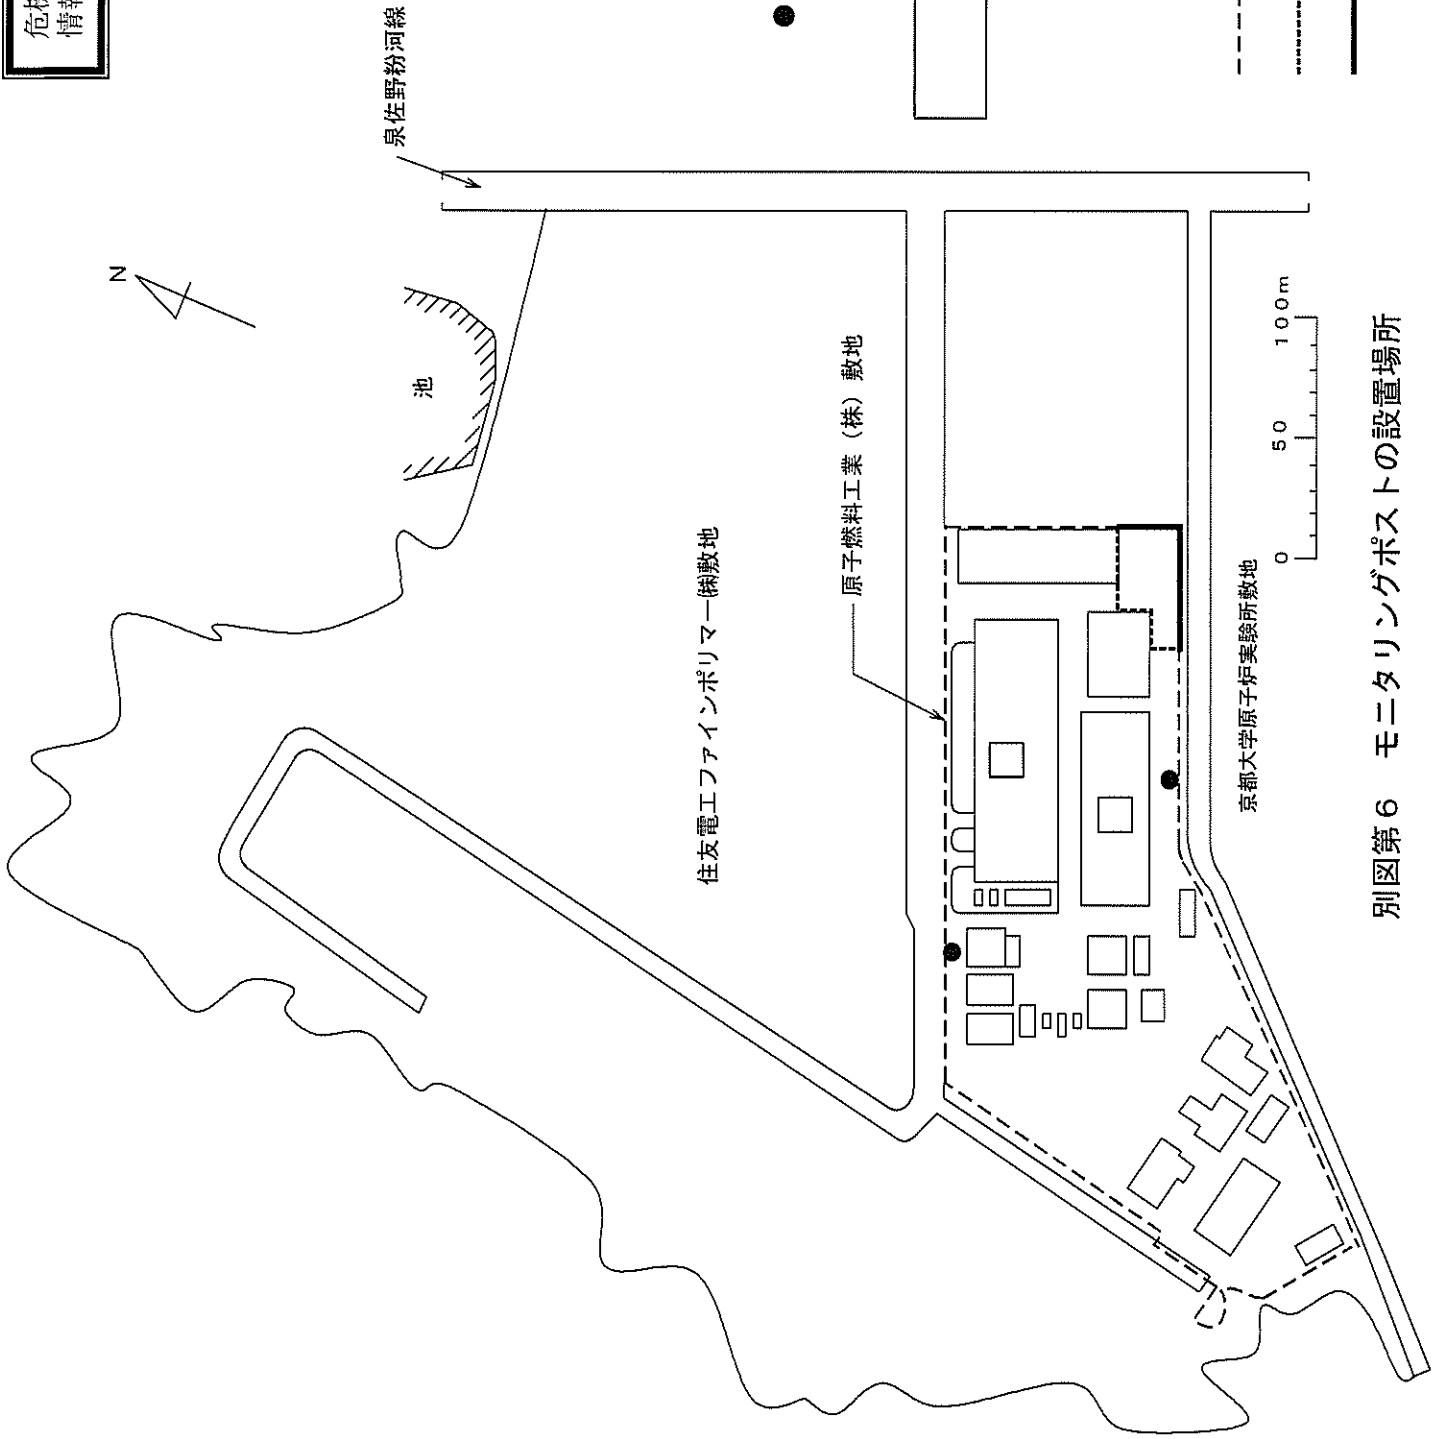 泉佐野粉河線
N
池
住友電工ファインポリマー㈱敷地
原子燃料工業（株）敷地
京都大学原子炉実験所敷地
0 50 100m
別図第6 モニタリングポストの設置場所